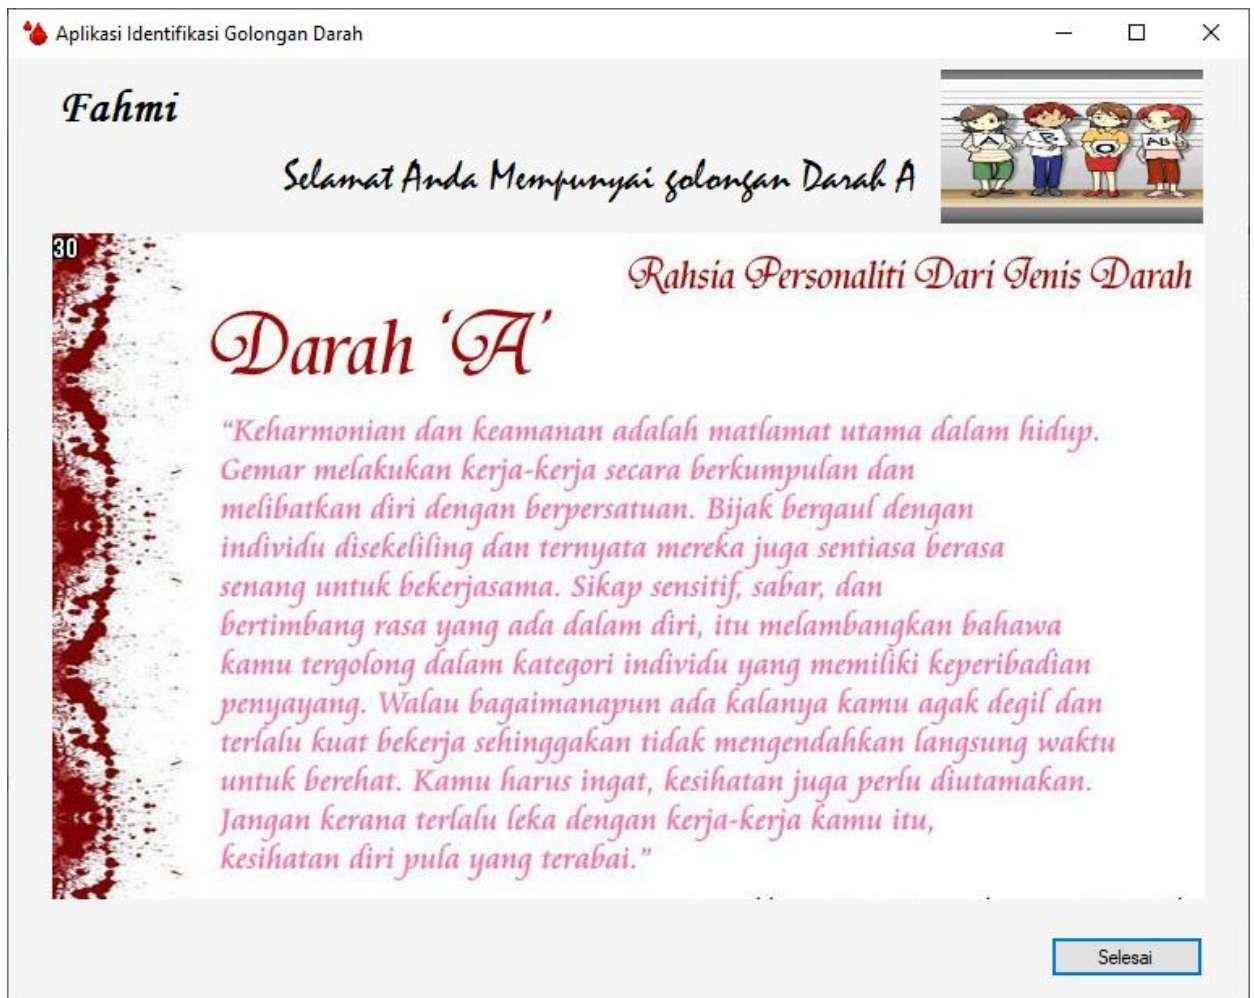 Aplikasi Identifikasi Golongan Darah
Fahmi
A B O AB
Selamat Anda Mempunyai golongan Darah A
30
Rahsia Personaliti Dari Jenis Darah
Darah ‘A’
“Keharmonian dan keamanan adalah matlamat utama dalam hidup.
Gemar melakukan kerja-kerja secara berkumpulan dan
melibatkan diri dengan berpersatuan. Bijak bergaul dengan
individu disekeliling dan ternyata mereka juga sentiasa berasa
senang untuk bekerjasama. Sikap sensitif, sabar, dan
bertimbang rasa yang ada dalam diri, itu melambangkan bahawa
kamu tergolong dalam kategori individu yang memiliki keperibadian
penyayang. Walau bagaimanapun ada kalanya kamu agak degil dan
terlalu kuat bekerja sehinggakan tidak mengendahkan langsung waktu
untuk berehat. Kamu harus ingat, kesihatan juga perlu diutamakan.
Jangan kerana terlalu leka dengan kerja-kerja kamu itu,
kesihatan diri pula yang terabai.”
Selesai